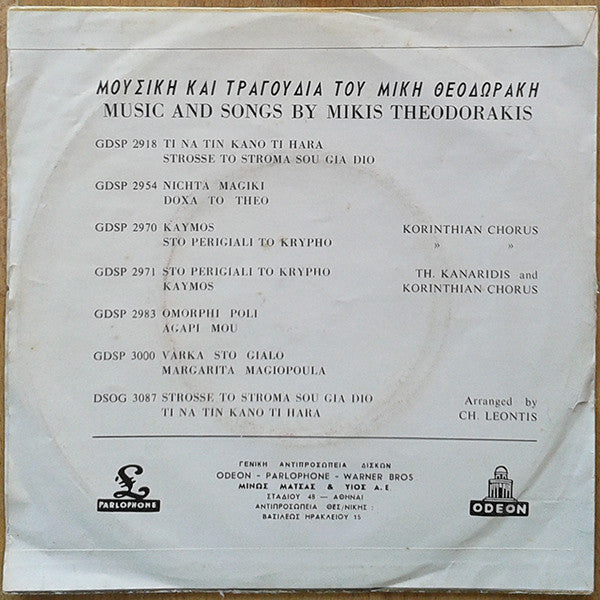 ΜΟΥΣΙΚΗ ΚΑΙ ΤΡΑΓΟΥΔΙΑ ΤΟΥ ΜΙΚΗ ΘΕΟΔΩΡΑΚΗ
MUSIC AND SONGS BY MIKIS THEODORAKIS
GDSP 2918 TI NA TIN KANO TI HARA
STROSSE TO STROMA SOU GIA DIO
GDSP 2954 NICHTA MAGIKI
DOXA TO THEO
GDSP 2970 KAYMOS KORINTHIAN CHORUS
STO PERIGIALI TO KRYPHO » »
GDSP 2971 STO PERIGIALI TO KRYPHO TH. KANARIDIS and
KAYMOS KORINTHIAN CHORUS
GDSP 2983 OMORPHI POLI
AGAPI MOU
GDSP 3000 VARKA STO GIALO
MARGARITA MAGIOPOULA
DSOG 3087 STROSSE TO STROMA SOU GIA DIO Arranged by
TI NA TIN KANO TI HARA CH. LEONTIS
ΓΕΝΙΚΗ ΑΝΤΙΠΡΟΣΩΠΕΙΑ ΔΙΣΚΩΝ
ODEON - PARLOPHONE - WARNER BROS
ΜΙΝΩΣ ΜΑΤΣΑΣ & ΥΙΟΣ Α.Ε.
ΣΤΑΔΙΟΥ 48 — ΑΘΗΝΑΙ
ΑΝΤΙΠΡΟΣΩΠΕΙΑ ΘΕΣ/ΝΙΚΗΣ :
ΒΑΣΙΛΕΩΣ ΗΡΑΚΛΕΙΟΥ 15
PARLOPHONE
ODEON